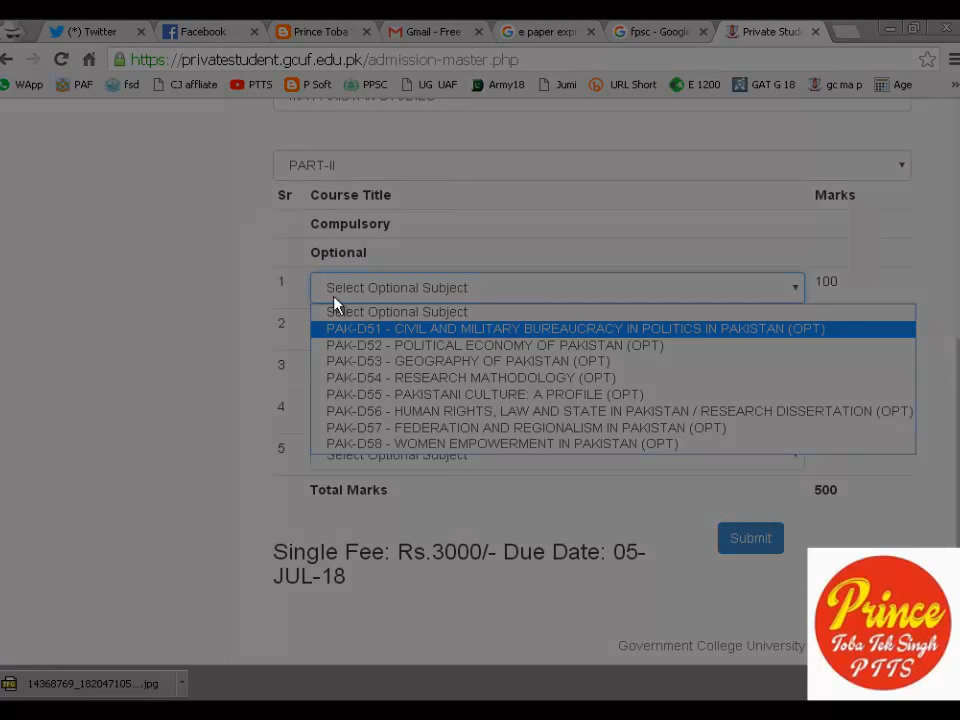 (*) Twitter
Facebook
Prince Toba
Gmail - Free
e paper expr
fpsc - Google
Private Stud
https://privatestudent.gcuf.edu.pk/admission-master.php
WApp
PAF
fsd
CJ affliate
PTTS
P Soft
PPSC
UG UAF
Army18
Jumi
URL Short
E 1200
GAT G 18
gc ma p
Age
PART-II
Sr Course Title Marks
Compulsory
Optional
1 Select Optional Subject 100
Select Optional Subject
2 PAK-D51 - CIVIL AND MILITARY BUREAUCRACY IN POLITICS IN PAKISTAN (OPT)
PAK-D52 - POLITICAL ECONOMY OF PAKISTAN (OPT)
3 PAK-D53 - GEOGRAPHY OF PAKISTAN (OPT)
PAK-D54 - RESEARCH MATHODOLOGY (OPT)
PAK-D55 - PAKISTANI CULTURE: A PROFILE (OPT)
4 PAK-D56 - HUMAN RIGHTS, LAW AND STATE IN PAKISTAN / RESEARCH DISSERTATION (OPT)
PAK-D57 - FEDERATION AND REGIONALISM IN PAKISTAN (OPT)
5 PAK-D58 - WOMEN EMPOWERMENT IN PAKISTAN (OPT)
Select Optional Subject
Total Marks 500
Submit
Single Fee: Rs.3000/- Due Date: 05-
JUL-18
Government College University
Prince
Toba Tek Singh
PTTS
14368769_182047105....jpg